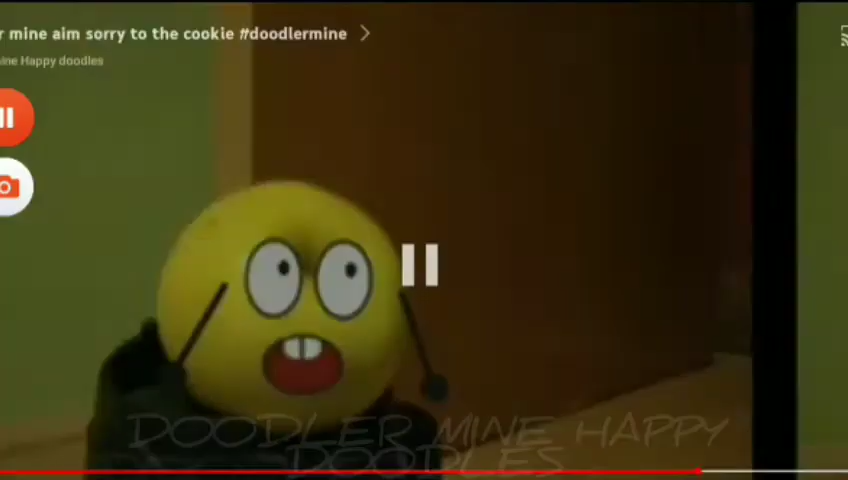 r mine aim sorry to the cookie #doodlermine
ine Happy doodles
DOODLER MINE HAPPY
DOODLES